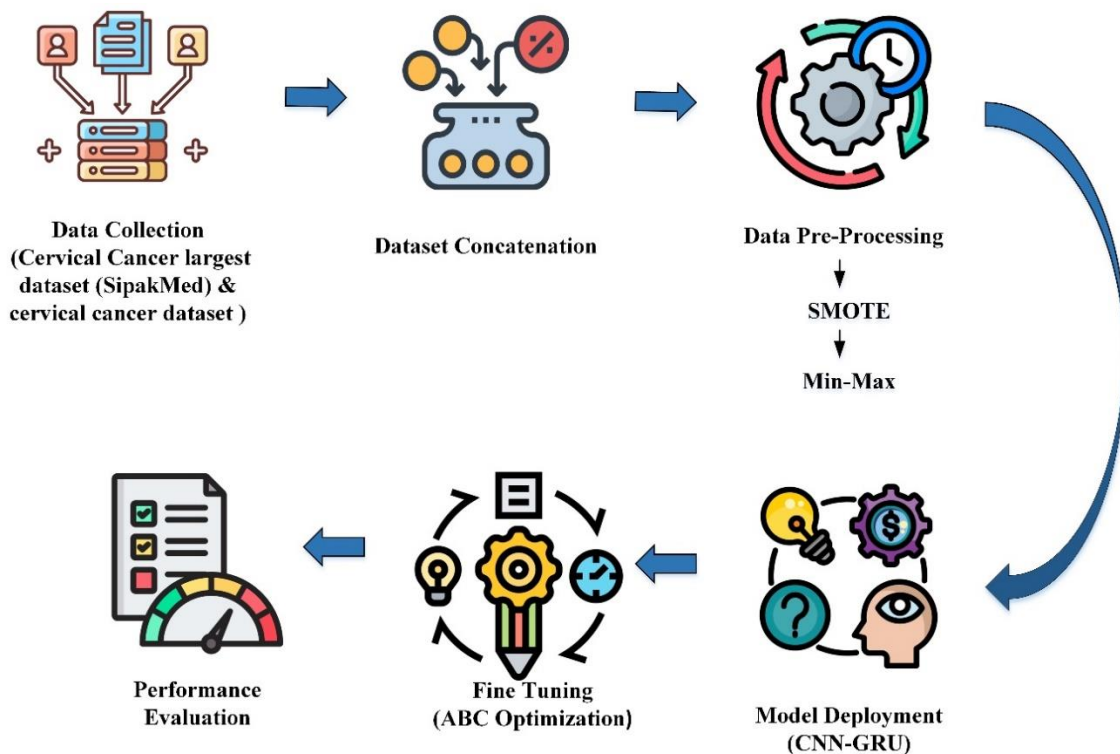 Data Collection
(Cervical Cancer largest
dataset (SipakMed) &
cervical cancer dataset )
Dataset Concatenation
Data Pre-Processing
SMOTE
Min-Max
Performance
Evaluation
Fine Tuning
(ABC Optimization)
Model Deployment
(CNN-GRU)